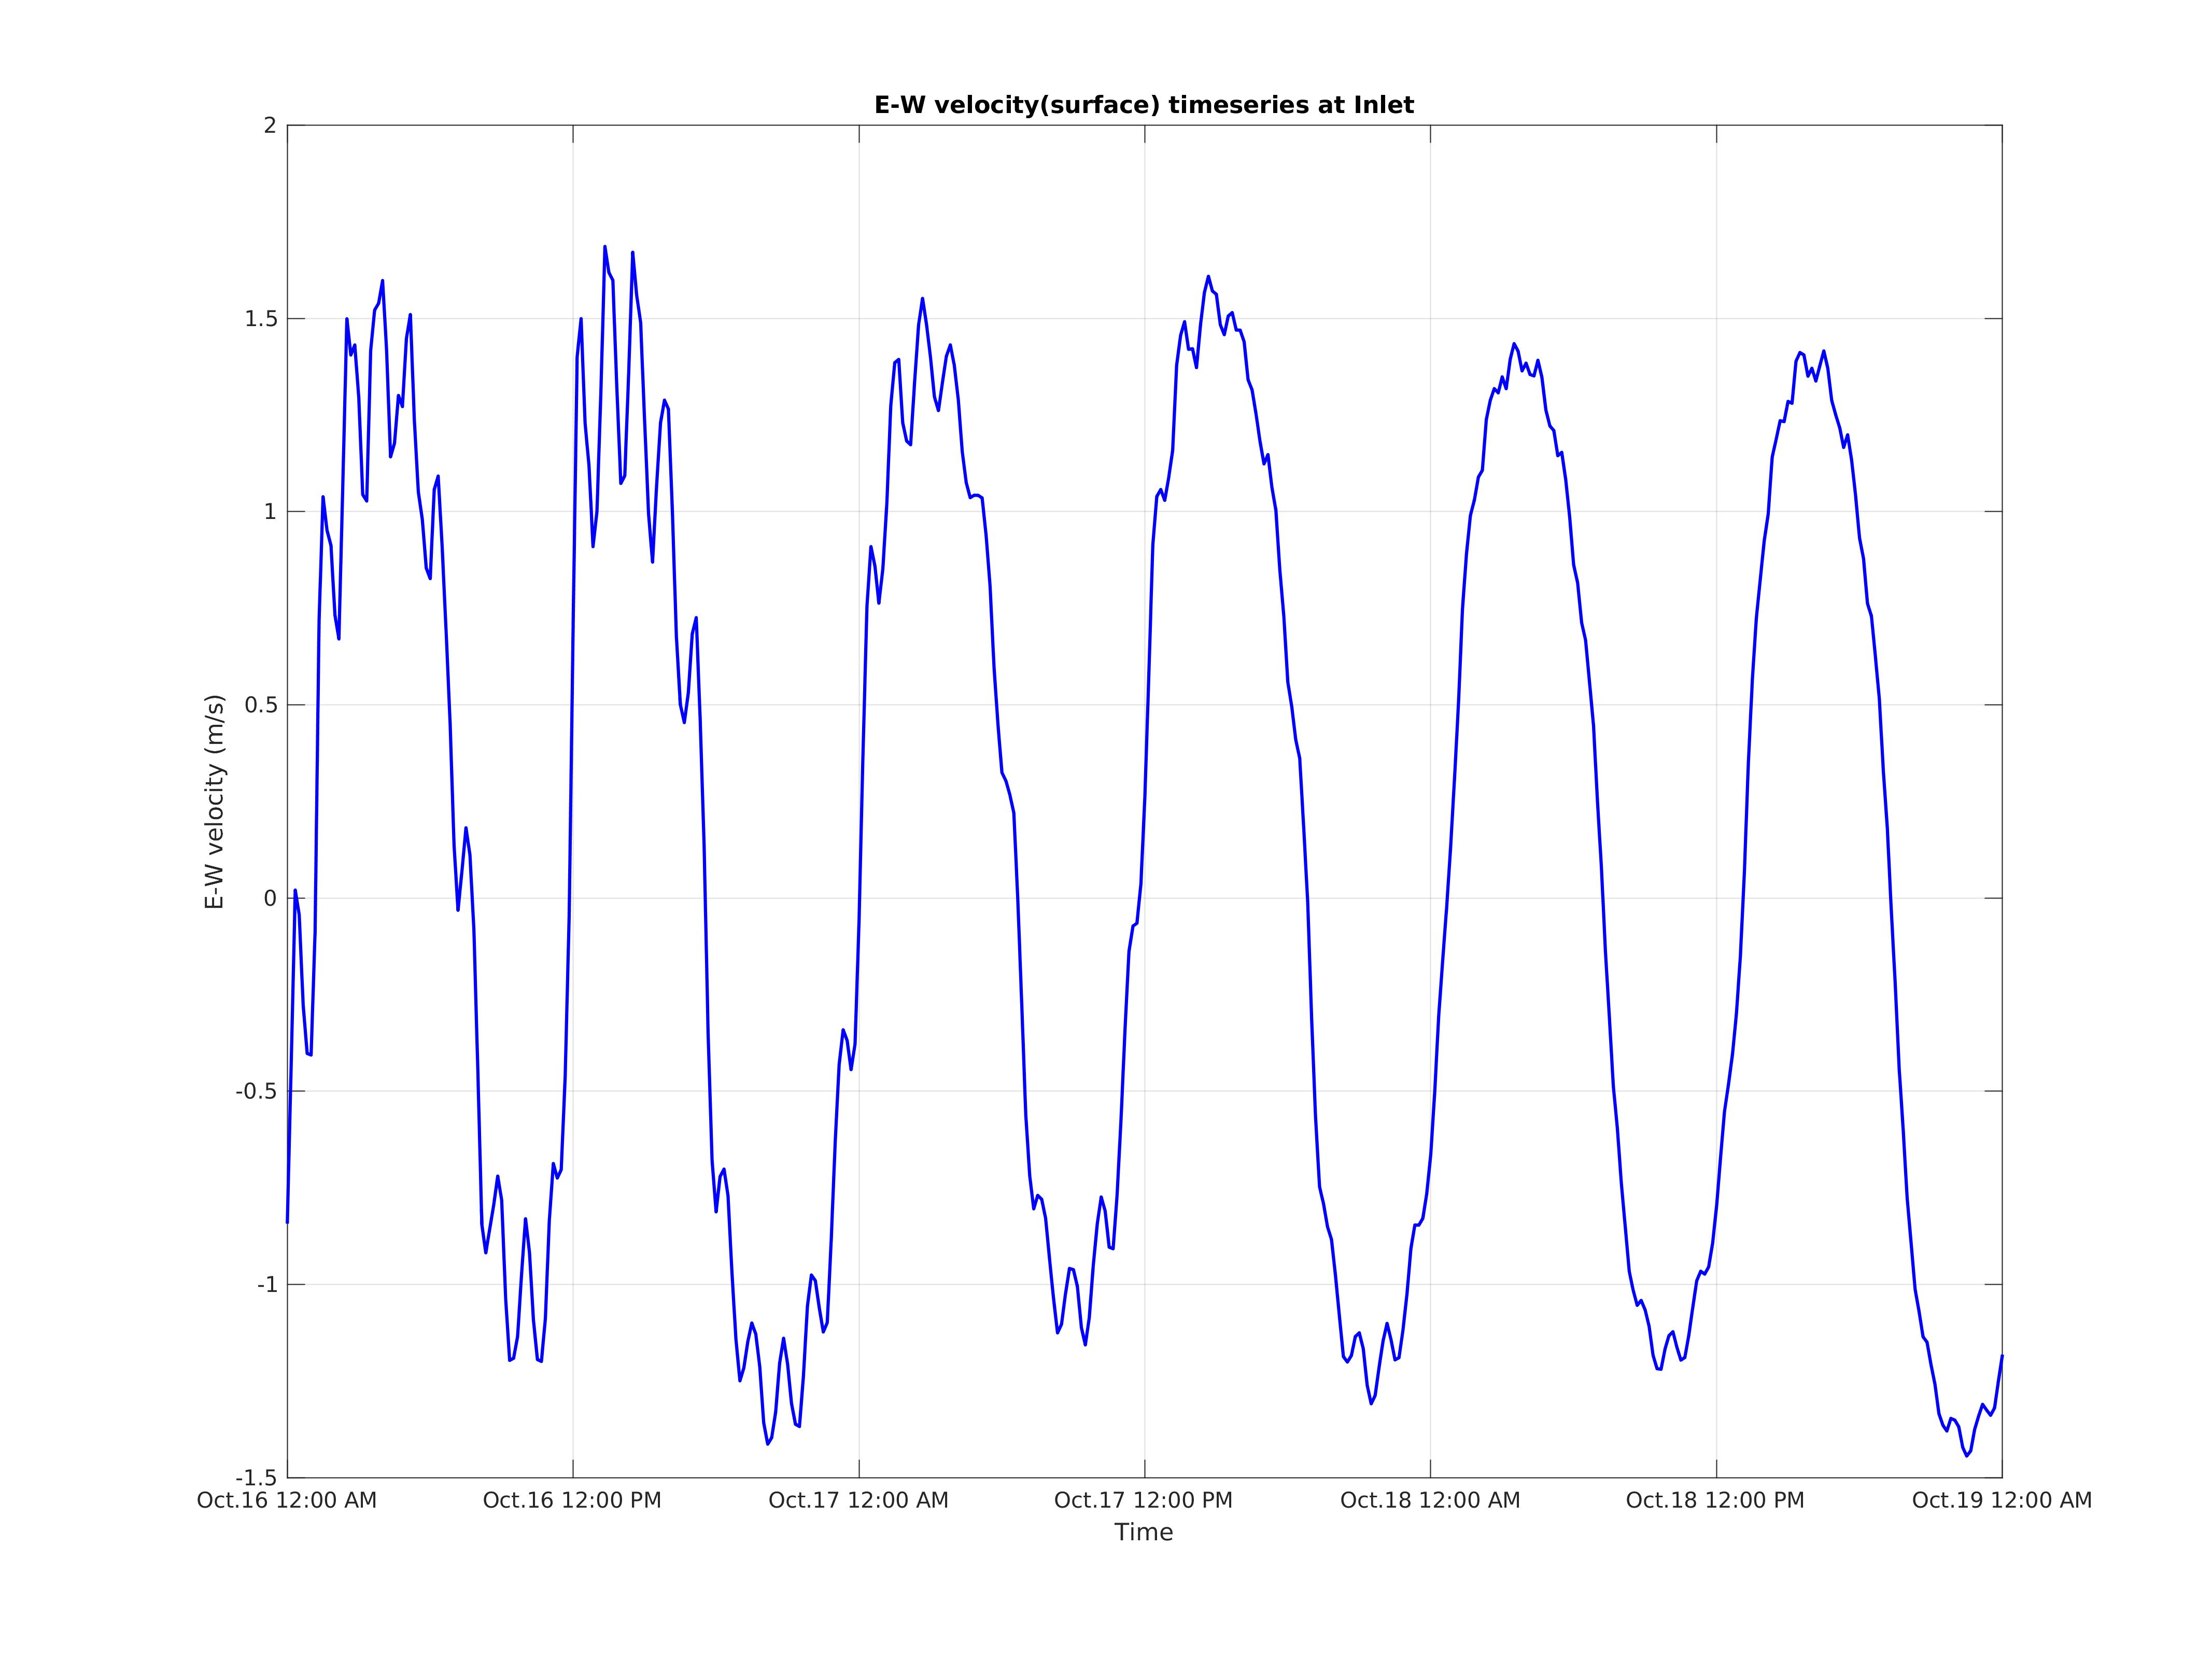 E-W velocity(surface) timeseries at Inlet
2
1.5
1
0.5
0
-0.5
-1
-1.5
E-W velocity (m/s)
Oct.16 12:00 AM Oct.16 12:00 PM Oct.17 12:00 AM Oct.17 12:00 PM Oct.18 12:00 AM Oct.18 12:00 PM Oct.19 12:00 AM
Time